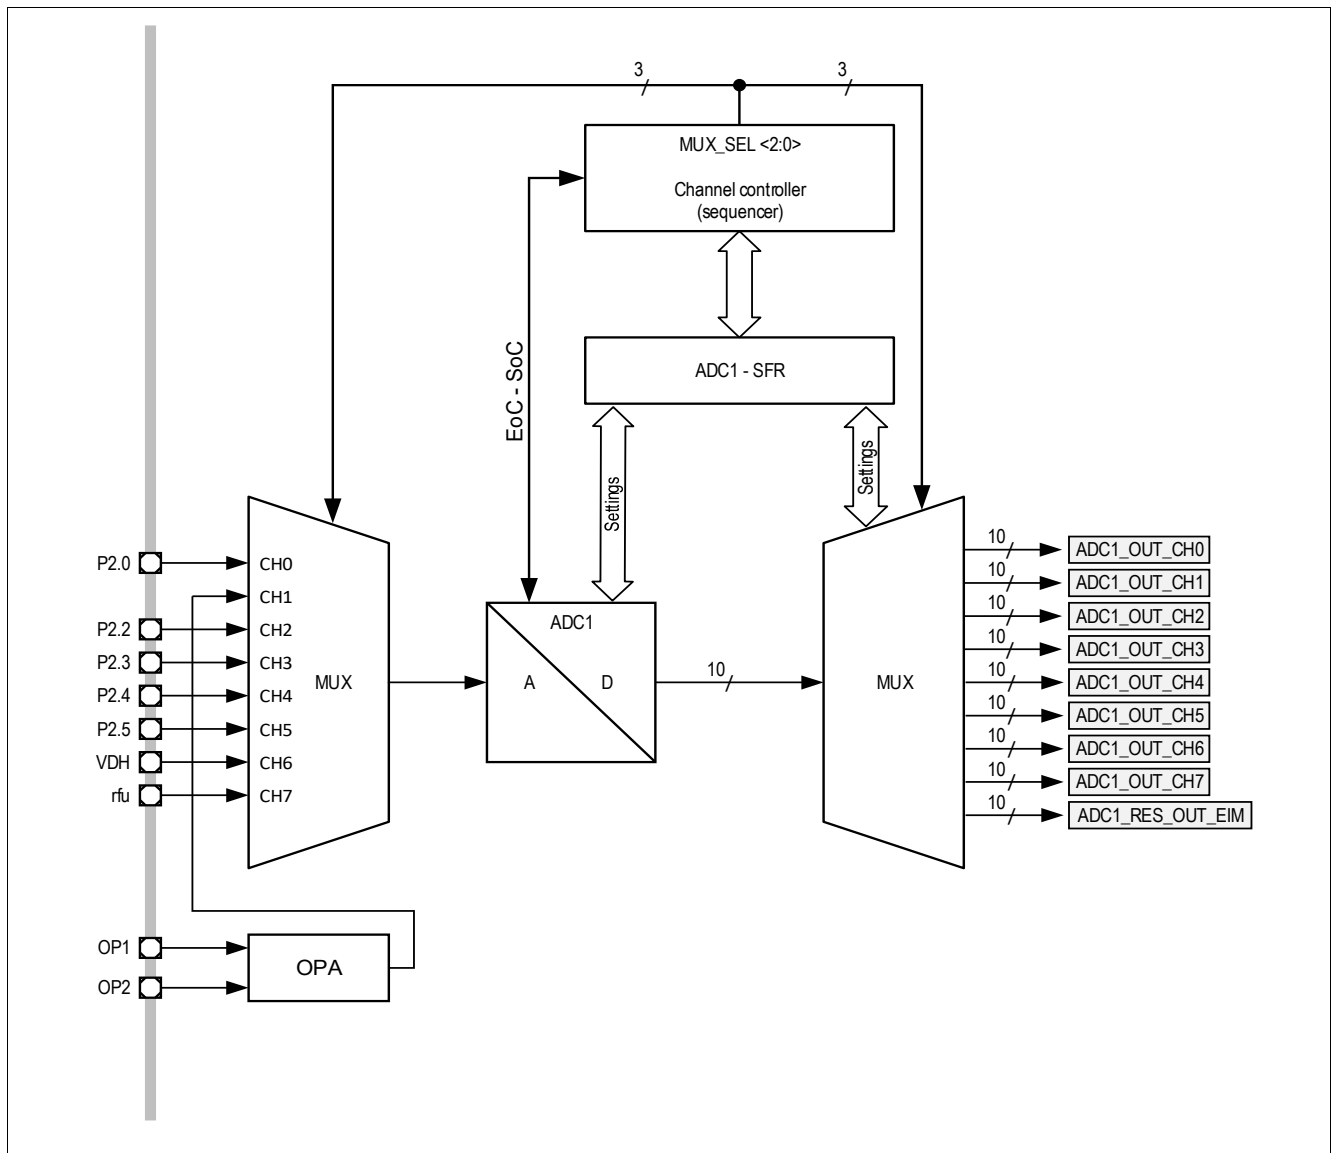 3
3
MUX_SEL <2:0>
Channel controller
(sequencer)
EoC - SoC
ADC1 - SFR
Settings
Settings
P2.0
CH0
CH1
P2.2
CH2
P2.3
CH3
P2.4
CH4
P2.5
CH5
VDH
CH6
rfu
CH7
MUX
ADC1
A
D
10
MUX
10
ADC1_OUT_CH0
10
ADC1_OUT_CH1
10
ADC1_OUT_CH2
10
ADC1_OUT_CH3
10
ADC1_OUT_CH4
10
ADC1_OUT_CH5
10
ADC1_OUT_CH6
10
ADC1_OUT_CH7
10
ADC1_RES_OUT_EIM
OP1
OP2
OPA